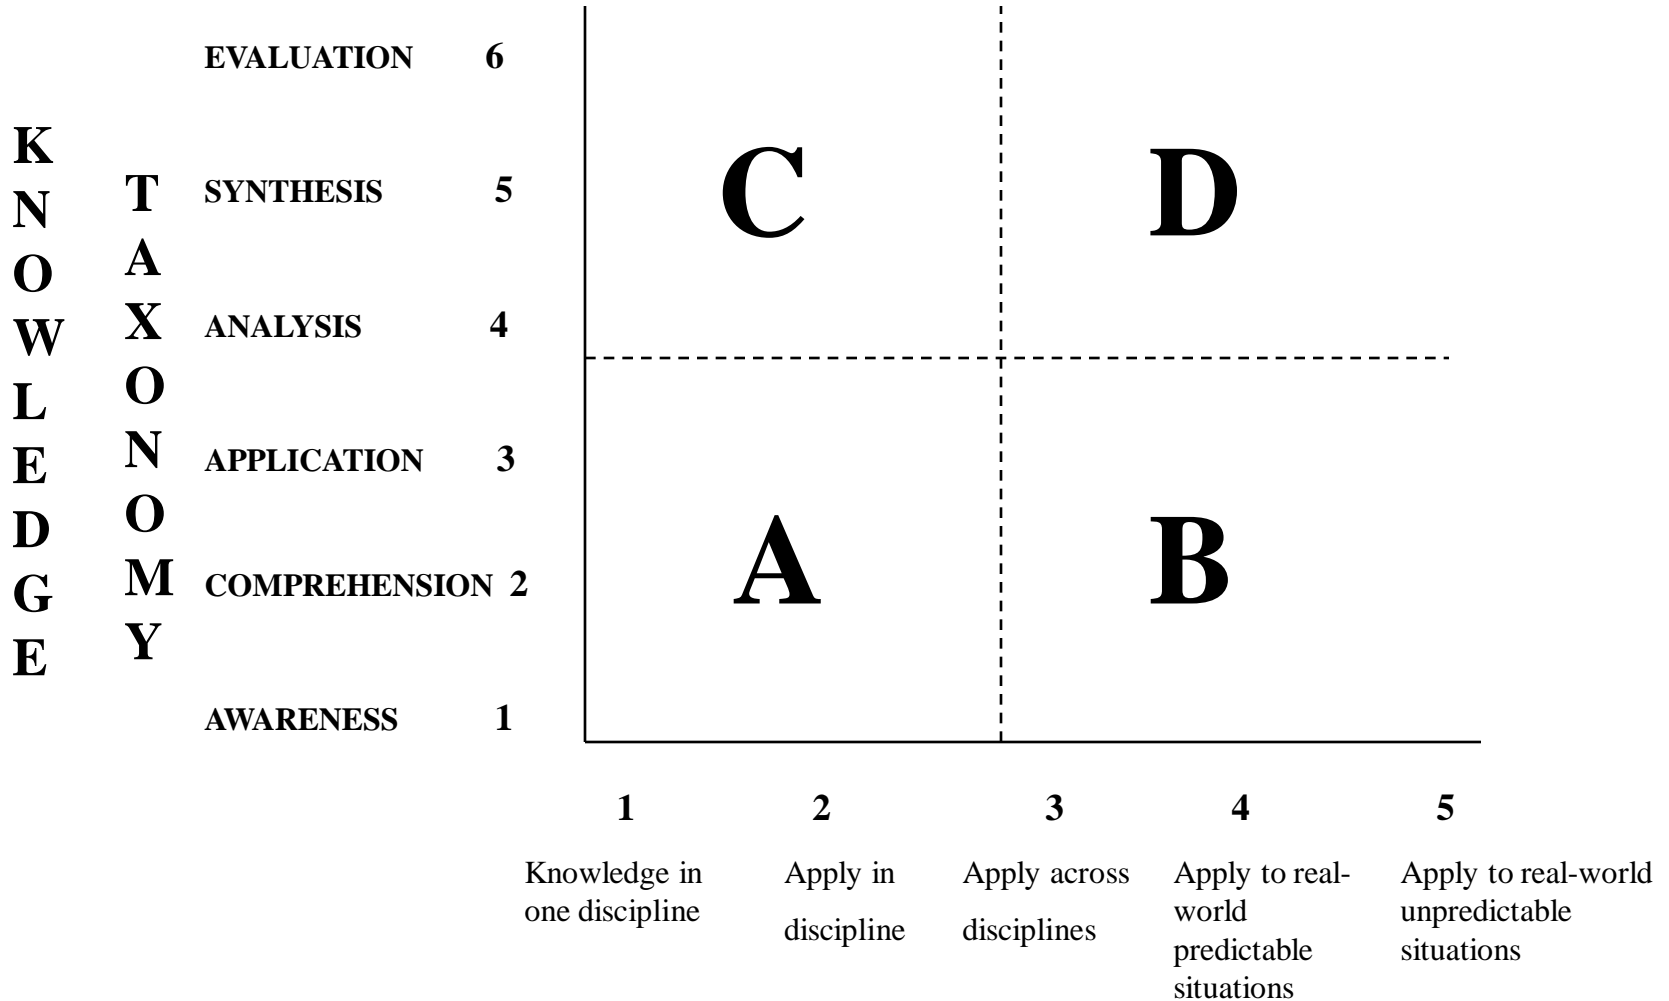 KNOWLEDGE
TAXONOMY
EVALUATION 6
SYNTHESIS 5
ANALYSIS 4
APPLICATION 3
COMPREHENSION 2
AWARENESS 1
C D
A B
1 2 3 4 5
Knowledge in
one discipline
Apply in
discipline
Apply across
disciplines
Apply to real-
world
predictable
situations
Apply to real-world
unpredictable
situations